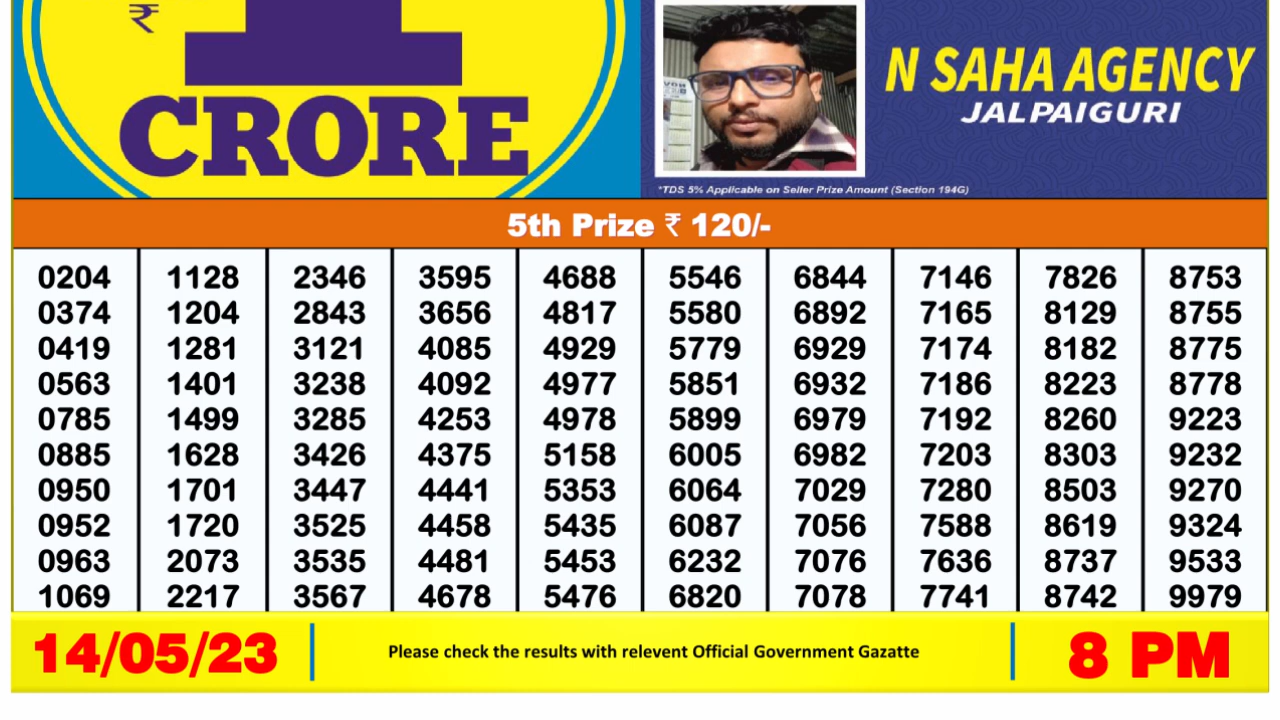 ₹
1
CRORE
N SAHA AGENCY
JALPAIGURI
*TDS 5% Applicable on Seller Prize Amount (Section 194G)
5th Prize ₹ 120/-
0204 1128 2346 3595 4688 5546 6844 7146 7826 8753
0374 1204 2843 3656 4817 5580 6892 7165 8129 8755
0419 1281 3121 4085 4929 5779 6929 7174 8182 8775
0563 1401 3238 4092 4977 5851 6932 7186 8223 8778
0785 1499 3285 4253 4978 5899 6979 7192 8260 9223
0885 1628 3426 4375 5158 6005 6982 7203 8303 9232
0950 1701 3447 4441 5353 6064 7029 7280 8503 9270
0952 1720 3525 4458 5435 6087 7056 7588 8619 9324
0963 2073 3535 4481 5453 6232 7076 7636 8737 9533
1069 2217 3567 4678 5476 6820 7078 7741 8742 9979
14/05/23
Please check the results with relevent Official Government Gazatte
8 PM